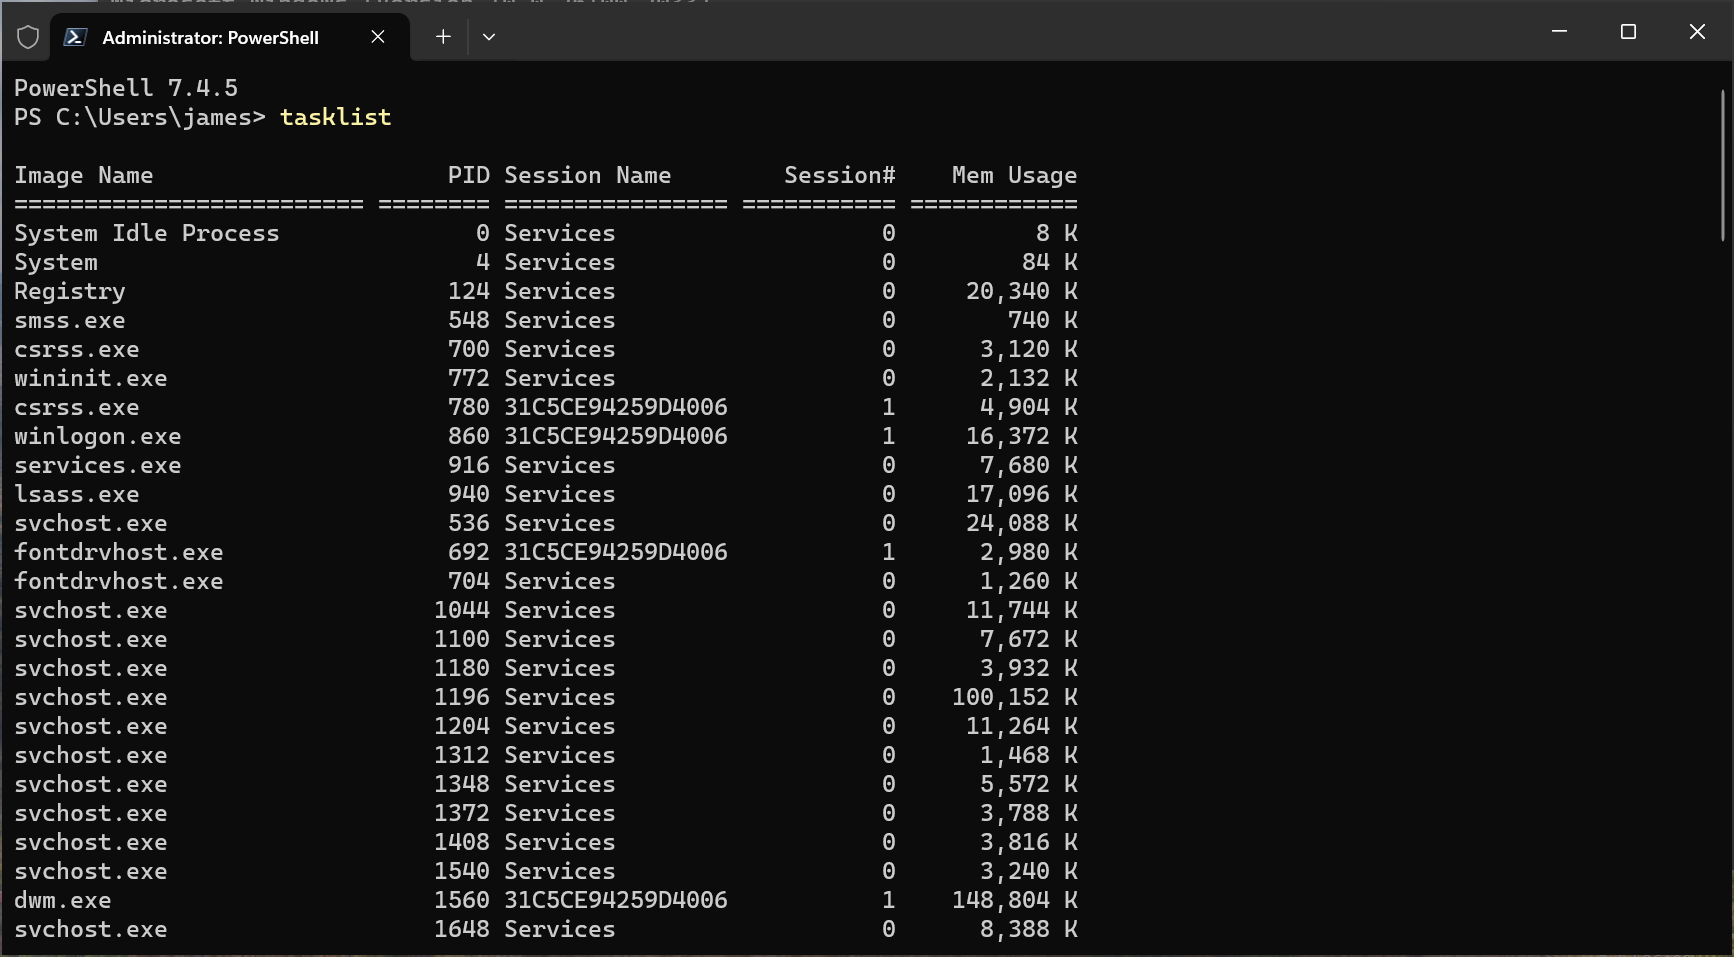 Administrator: PowerShell
PowerShell 7.4.5
PS C:\Users\james> tasklist
Image Name                     PID Session Name        Session#    Mem Usage
========================= ======== ================ =========== ============
System Idle Process              0 Services                   0          8 K
System                           4 Services                   0         84 K
Registry                       124 Services                   0     20,340 K
smss.exe                       548 Services                   0        740 K
csrss.exe                      700 Services                   0      3,120 K
wininit.exe                    772 Services                   0      2,132 K
csrss.exe                      780 31C5CE94259D4006           1      4,904 K
winlogon.exe                   860 31C5CE94259D4006           1     16,372 K
services.exe                   916 Services                   0      7,680 K
lsass.exe                      940 Services                   0     17,096 K
svchost.exe                    536 Services                   0     24,088 K
fontdrvhost.exe                692 31C5CE94259D4006           1      2,980 K
fontdrvhost.exe                704 Services                   0      1,260 K
svchost.exe                   1044 Services                   0     11,744 K
svchost.exe                   1100 Services                   0      7,672 K
svchost.exe                   1180 Services                   0      3,932 K
svchost.exe                   1196 Services                   0    100,152 K
svchost.exe                   1204 Services                   0     11,264 K
svchost.exe                   1312 Services                   0      1,468 K
svchost.exe                   1348 Services                   0      5,572 K
svchost.exe                   1372 Services                   0      3,788 K
svchost.exe                   1408 Services                   0      3,816 K
svchost.exe                   1540 Services                   0      3,240 K
dwm.exe                       1560 31C5CE94259D4006           1    148,804 K
svchost.exe                   1648 Services                   0      8,388 K